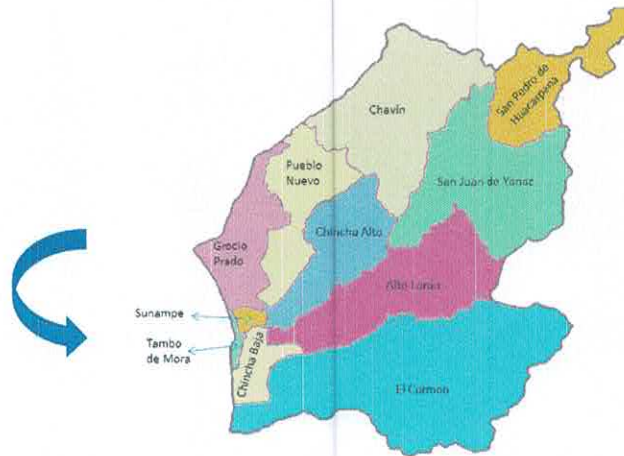 San Pedro de
Huacarpana
Chavín
Pueblo
Nuevo
San Juan de Yanac
Chincha Alta
Grocio
Prado
Alto Laran
Sunampe
Tambo
de Mora
Chincha Baja
El Carmen